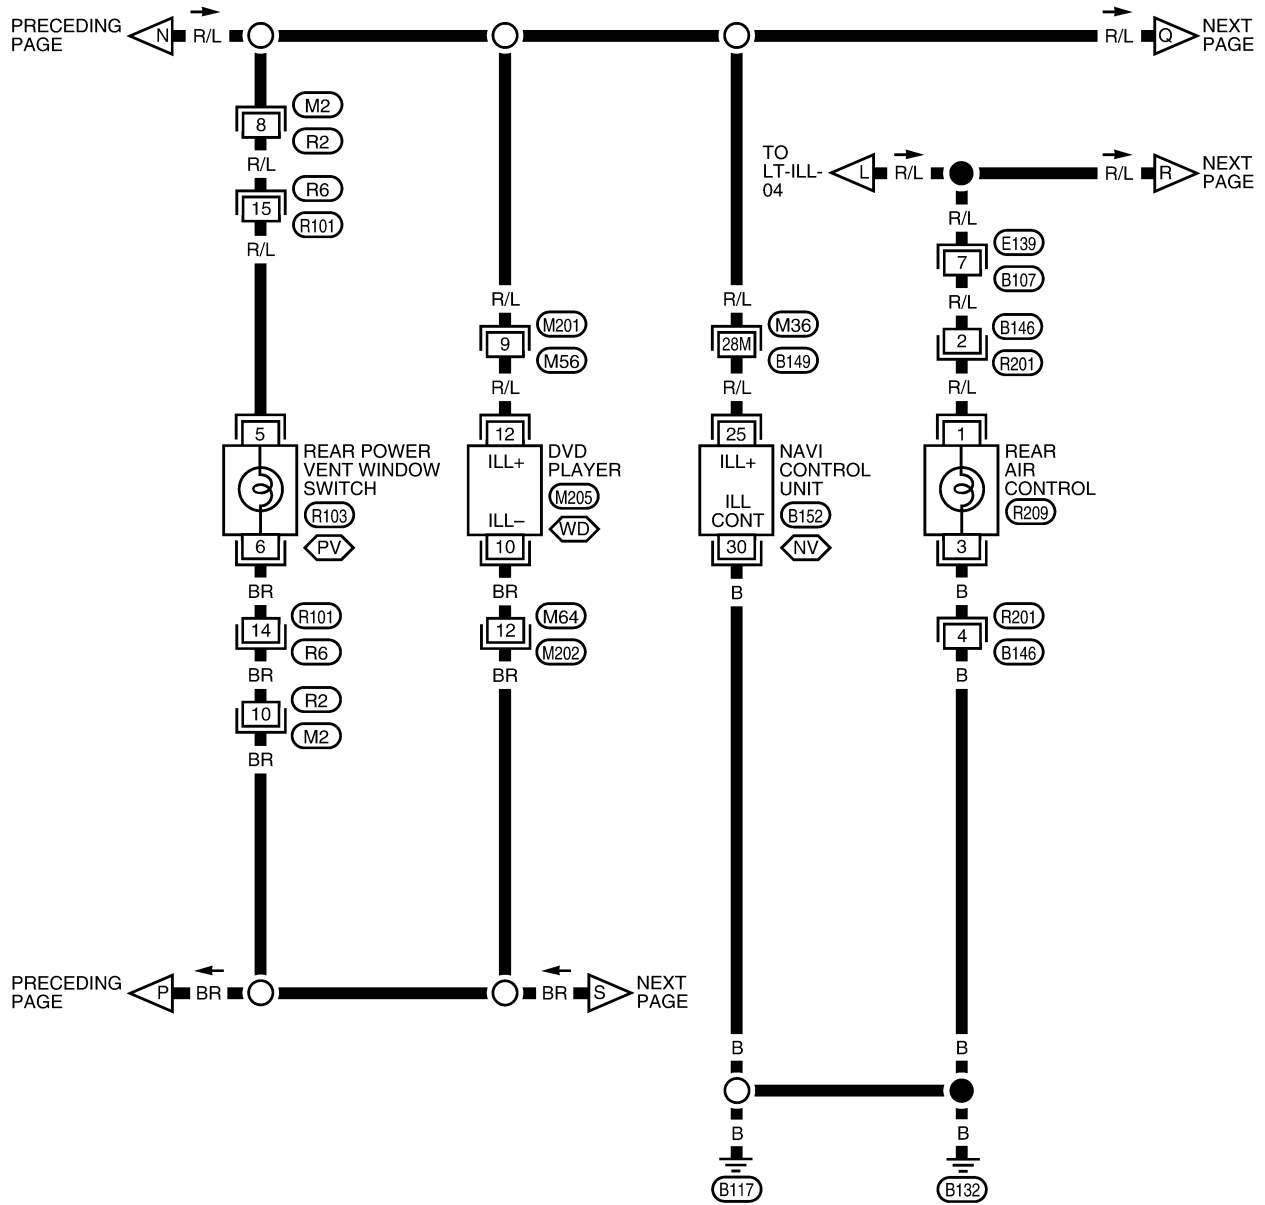 PRECEDING
PAGE
N
R/L
R/L
Q
NEXT
PAGE
8
M2
R2
R/L
15
R6
R101
R/L
TO
LT-ILL-
04
L
R/L
R/L
R
NEXT
PAGE
R/L
7
E139
B107
R/L
2
B146
R201
R/L
R/L
9
M201
M56
R/L
R/L
28M
M36
B149
R/L
5
REAR POWER
VENT WINDOW
SWITCH
R103
6
PV
12
ILL+
ILL–
10
DVD
PLAYER
M205
WD
25
ILL+
ILL
CONT
30
NAVI
CONTROL
UNIT
B152
NV
1
3
REAR
AIR
CONTROL
R209
BR
14
R101
R6
BR
10
R2
M2
BR
BR
12
M64
M202
BR
B
B
4
R201
B146
B
PRECEDING
PAGE
P
BR
BR
S
NEXT
PAGE
B
B
B
B
B117
B132